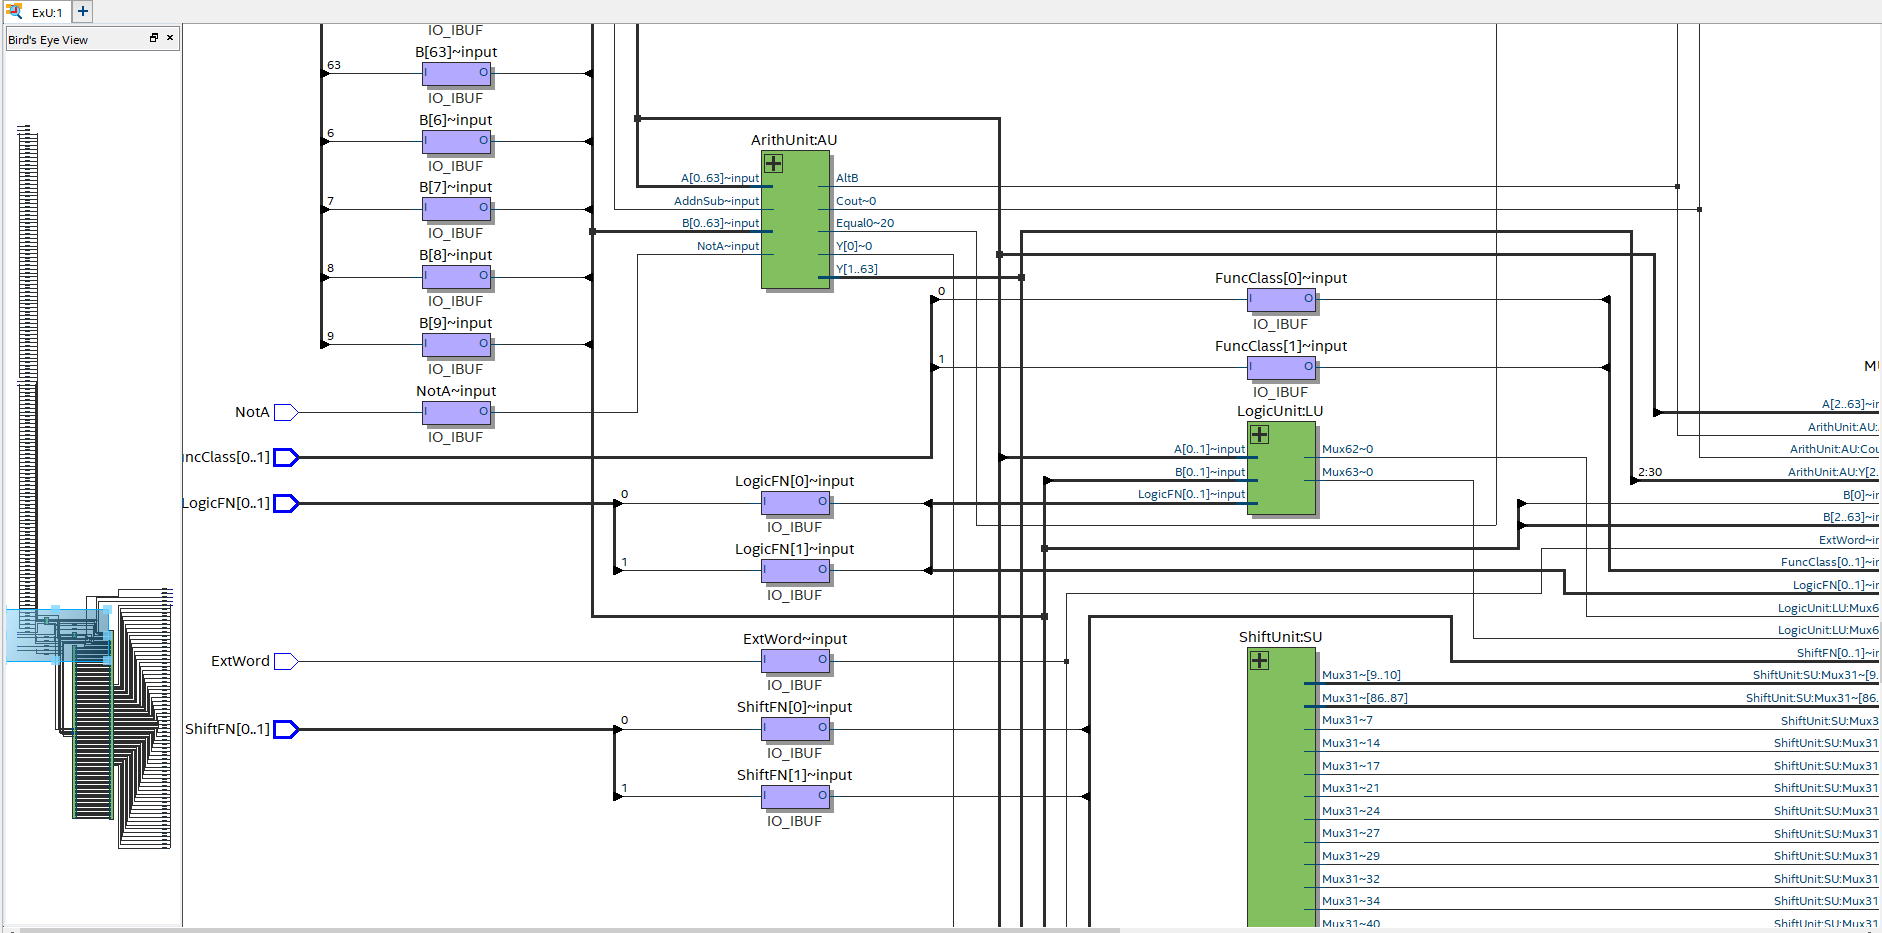 ExU:1
Bird's Eye View
IO_IBUF
B[63]~input
63
I O
IO_IBUF
B[6]~input
6
I O
IO_IBUF
B[7]~input
7
I O
IO_IBUF
B[8]~input
8
I O
IO_IBUF
B[9]~input
9
I O
IO_IBUF
NotA~input
NotA
I O
IO_IBUF
ncClass[0..1]
LogicFN[0..1]
0
LogicFN[0]~input
I O
IO_IBUF
1
LogicFN[1]~input
I O
IO_IBUF
ExtWord
ExtWord~input
I O
IO_IBUF
ShiftFN[0..1]
0
ShiftFN[0]~input
I O
IO_IBUF
1
ShiftFN[1]~input
I O
IO_IBUF
ArithUnit:AU
A[0..63]~input AltB
AddnSub~input Cout~0
B[0..63]~input Equal0~20
NotA~input Y[0]~0
Y[1..63]
0
FuncClass[0]~input
I O
IO_IBUF
1
FuncClass[1]~input
I O
IO_IBUF
LogicUnit:LU
A[0..1]~input Mux62~0
B[0..1]~input Mux63~0
LogicFN[0..1]~input
ShiftUnit:SU
Mux31~[9..10]
Mux31~[86..87]
Mux31~7
Mux31~14
Mux31~17
Mux31~21
Mux31~24
Mux31~27
Mux31~29
Mux31~32
Mux31~34
Mux31~40
A[2..63]~in
ArithUnit:AU:
ArithUnit:AU:Cou
2:30 ArithUnit:AU:Y[2.
B[0]~in
B[2..63]~in
ExtWord~in
FuncClass[0..1]~in
LogicFN[0..1]~in
LogicUnit:LU:Mux6
LogicUnit:LU:Mux6
ShiftFN[0..1]~in
ShiftUnit:SU:Mux31~[9.
ShiftUnit:SU:Mux31~[86.
ShiftUnit:SU:Mux3
ShiftUnit:SU:Mux31
ShiftUnit:SU:Mux31
ShiftUnit:SU:Mux31
ShiftUnit:SU:Mux31
ShiftUnit:SU:Mux31
ShiftUnit:SU:Mux31
ShiftUnit:SU:Mux31
ShiftUnit:SU:Mux31
ShiftUnit:SU:Mux31